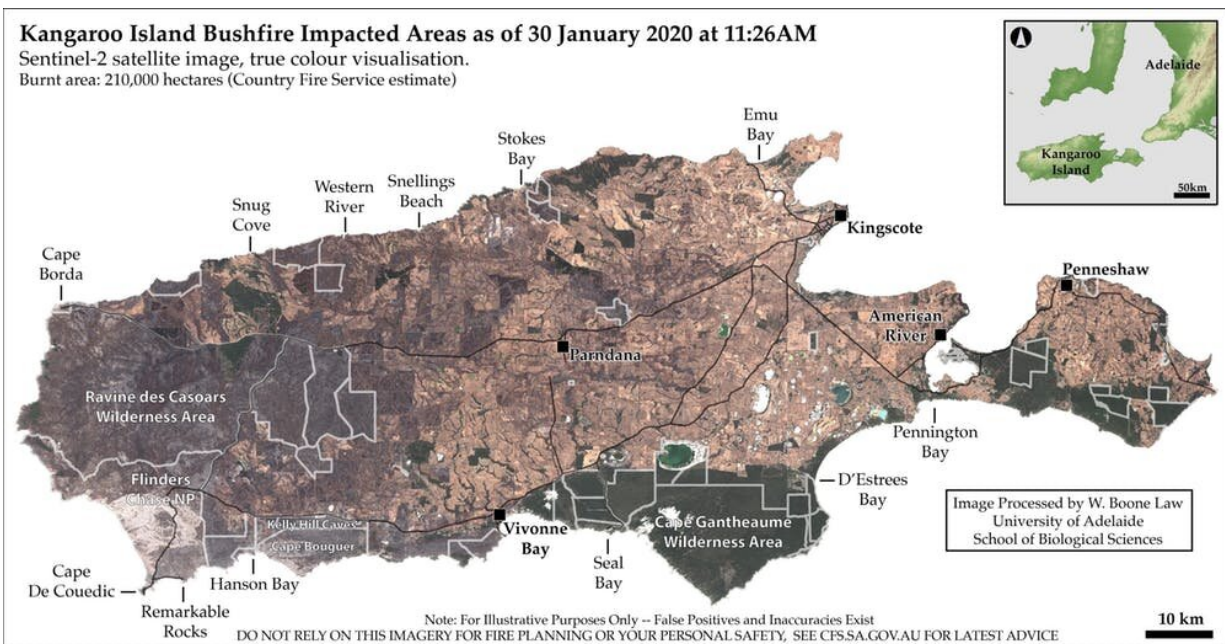 Kangaroo Island Bushfire Impacted Areas as of 30 January 2020 at 11:26AM
Sentinel-2 satellite image, true colour visualisation.
Burnt area: 210,000 hectares (Country Fire Service estimate)
Adelaide
Kangaroo
Island
50km
Emu
Bay
Stokes
Bay
Snellings
Beach
Western
River
Snug
Cove
Cape
Borda
Kingscote
Penneshaw
American
River
Parndana
Ravine des Casoars
Wilderness Area
Pennington
Bay
Flinders
Chase NP
D'Estrees
Bay
Kelly Hill Caves
Cape Bouguer
Vivonne
Bay
Cape Gantheaume
Wilderness Area
Seal
Bay
Hanson Bay
Cape
De Couedic
Remarkable
Rocks
Image Processed by W. Boone Law
University of Adelaide
School of Biological Sciences
10 km
Note: For Illustrative Purposes Only -- False Positives and Inaccuracies Exist
DO NOT RELY ON THIS IMAGERY FOR FIRE PLANNING OR YOUR PERSONAL SAFETY, SEE CFS.SA.GOV.AU FOR LATEST ADVICE